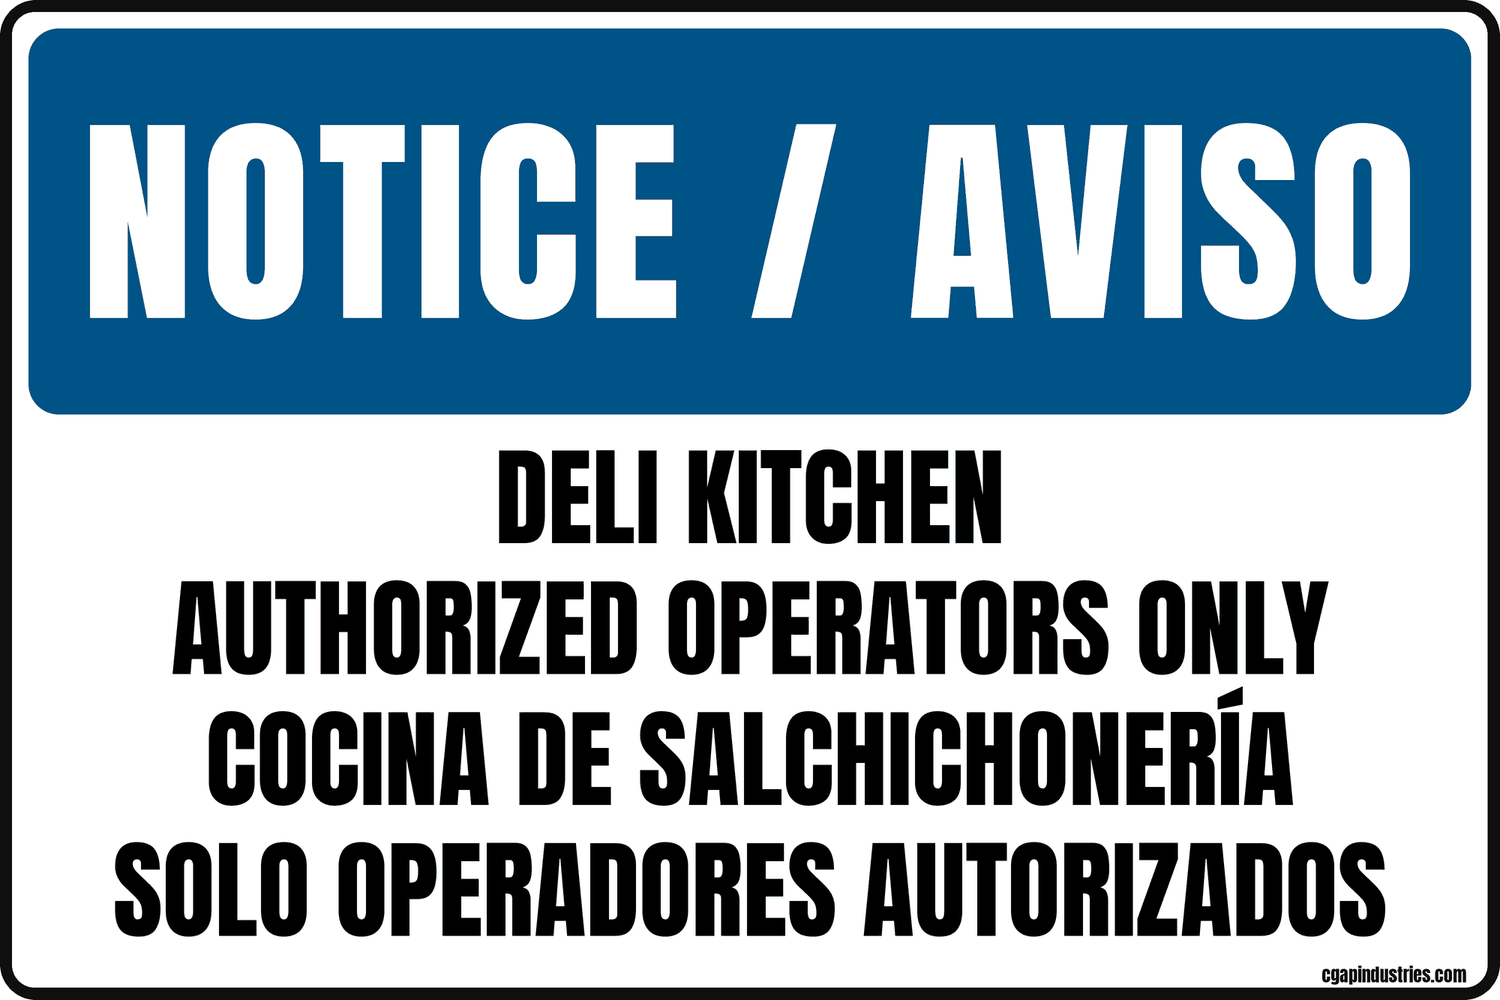 NOTICE / AVISO
DELI KITCHEN
AUTHORIZED OPERATORS ONLY
COCINA DE SALCHICHONERÍA
SOLO OPERADORES AUTORIZADOS
cgapindustries.com